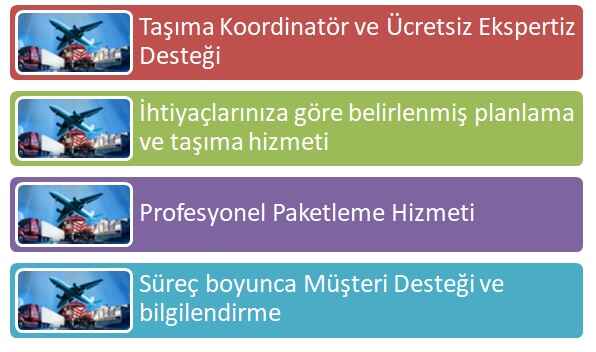 Taşıma Koordinatör ve Ücretsiz Ekspertiz
Desteği
İhtiyaçlarınıza göre belirlenmiş planlama
ve taşıma hizmeti
Profesyonel Paketleme Hizmeti
Süreç boyunca Müşteri Desteği ve
bilgilendirme